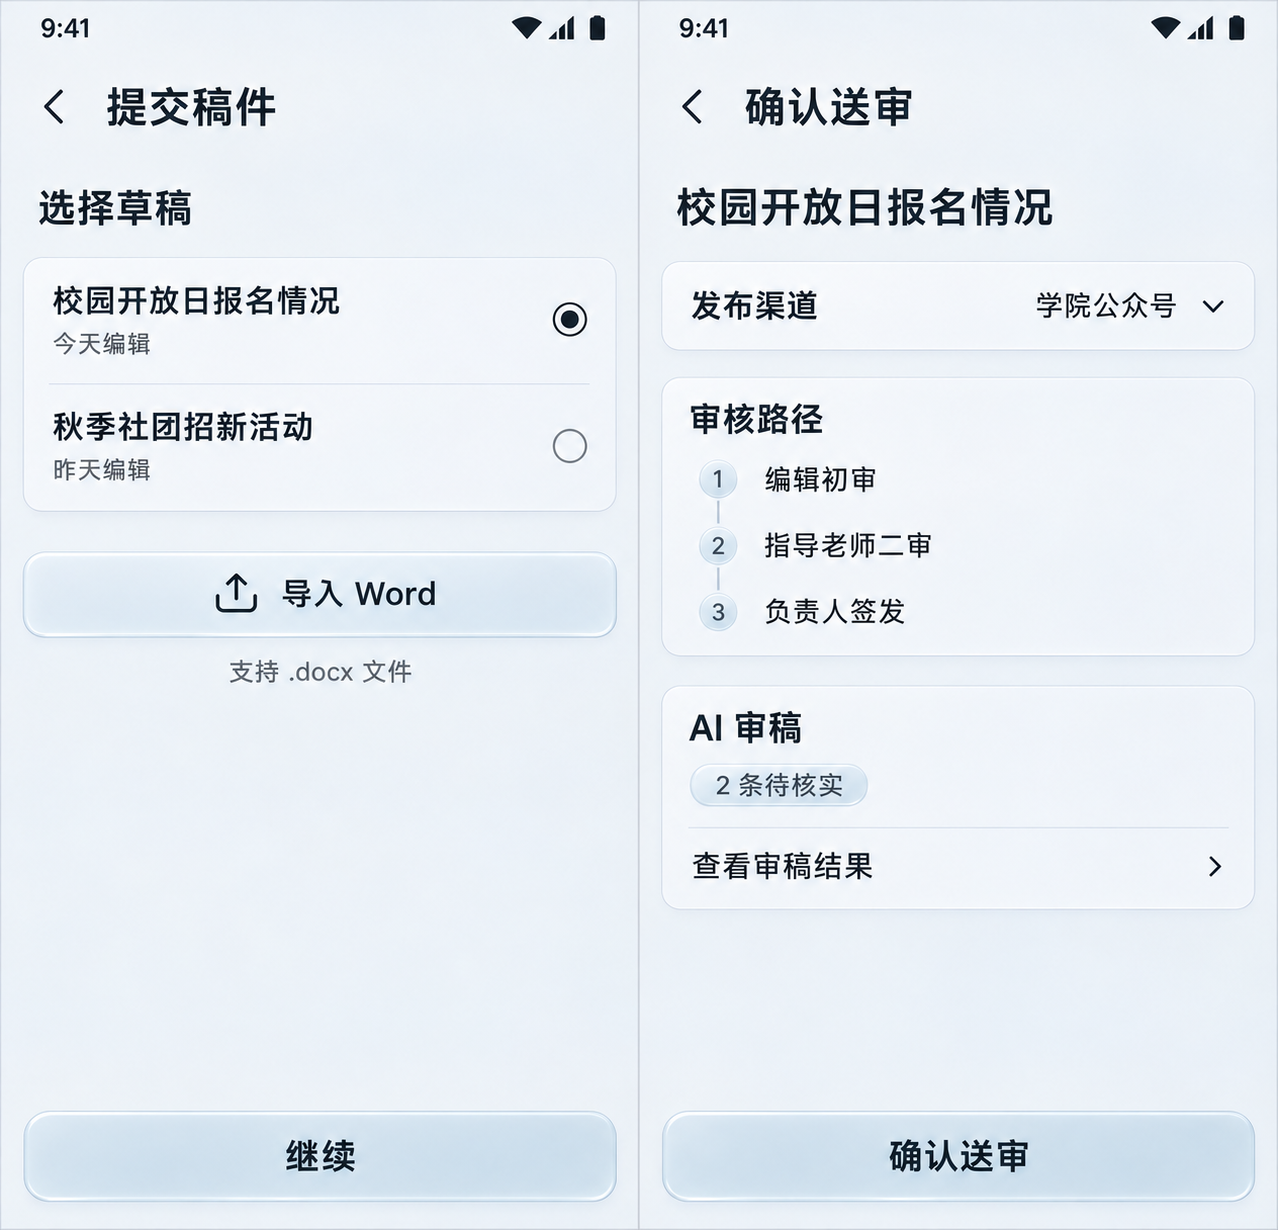 9:41
提交稿件
选择草稿
校园开放日报名情况
今天编辑
秋季社团招新活动
昨天编辑
导入 Word
支持 .docx 文件
继续
9:41
确认送审
校园开放日报名情况
发布渠道 学院公众号
审核路径
1 编辑初审
2 指导老师二审
3 负责人签发
AI 审稿
2 条待核实
查看审稿结果
确认送审